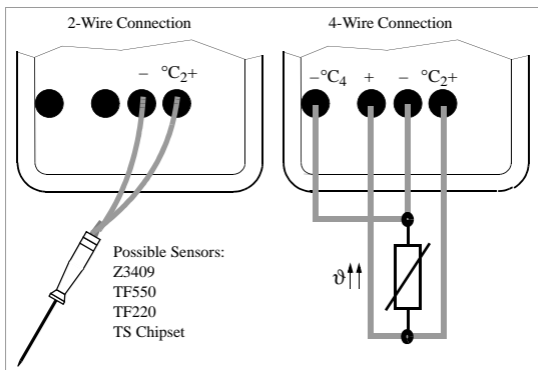 2-Wire Connection
4-Wire Connection
– °C₂+
–°C₄ + – °C₂+
Possible Sensors:
Z3409
TF550
TF220
TS Chipset
ϑ